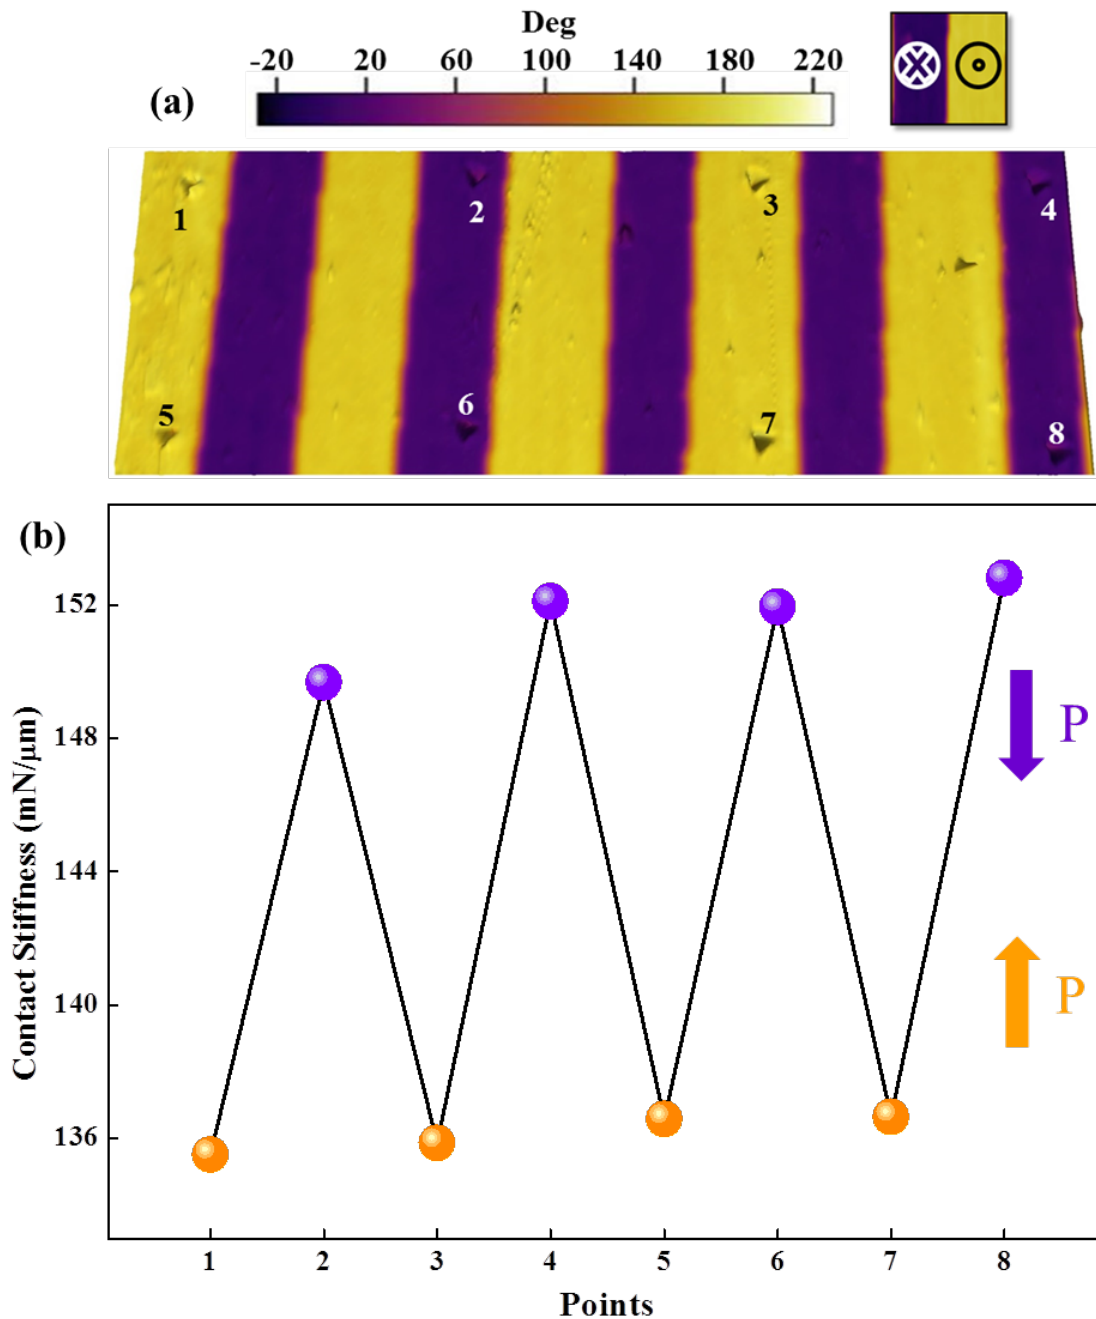 Deg
-20 20 60 100 140 180 220
(a)
1 2 3 4
5 6 7 8
(b)
152
148
144
140
136
Contact Stiffness (mN/μm)
P
P
1 2 3 4 5 6 7 8
Points